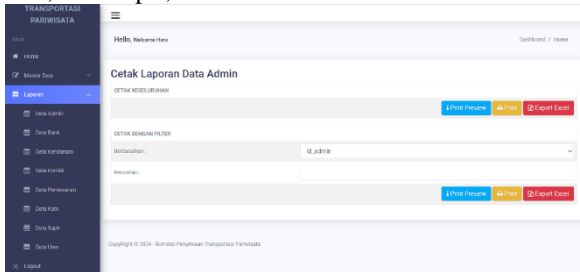 TRANSPORTASI
PARIWISATA
Main
Home
Master Data
Laporan
Data Admin
Data Bank
Data Kendaraan
Data Komisi
Data Pemesanan
Data Rute
Data Supir
Data User
Logout
Hello, Welcome Here
Dashboard / Home
Cetak Laporan Data Admin
CETAK KESELURUHAN
Print Preview Print Export Excel
CETAK DENGAN FILTER
Berdasarkan : id_admin
Pencarian :
Print Preview Print Export Excel
Copyright © 2024 - Bumdes Penyewaan Transportasi Pariwisata